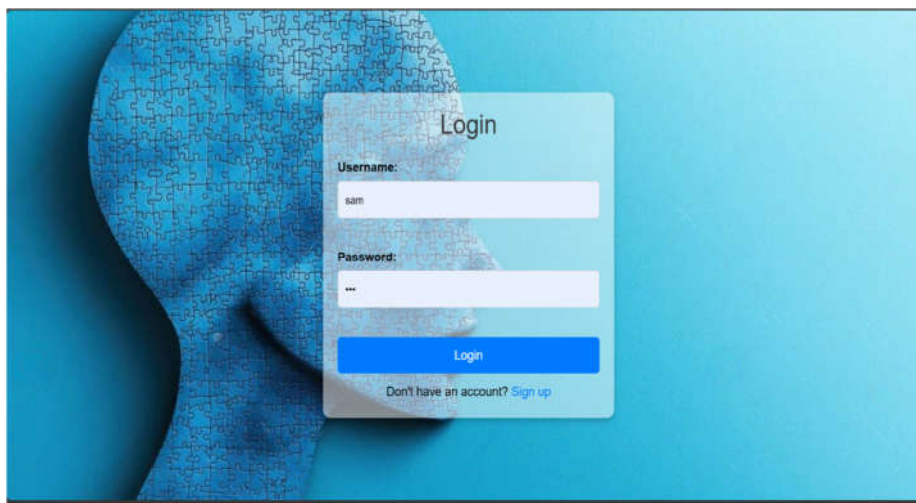 Login
Username:
sam
Password:
•••
Login
Don't have an account? Sign up